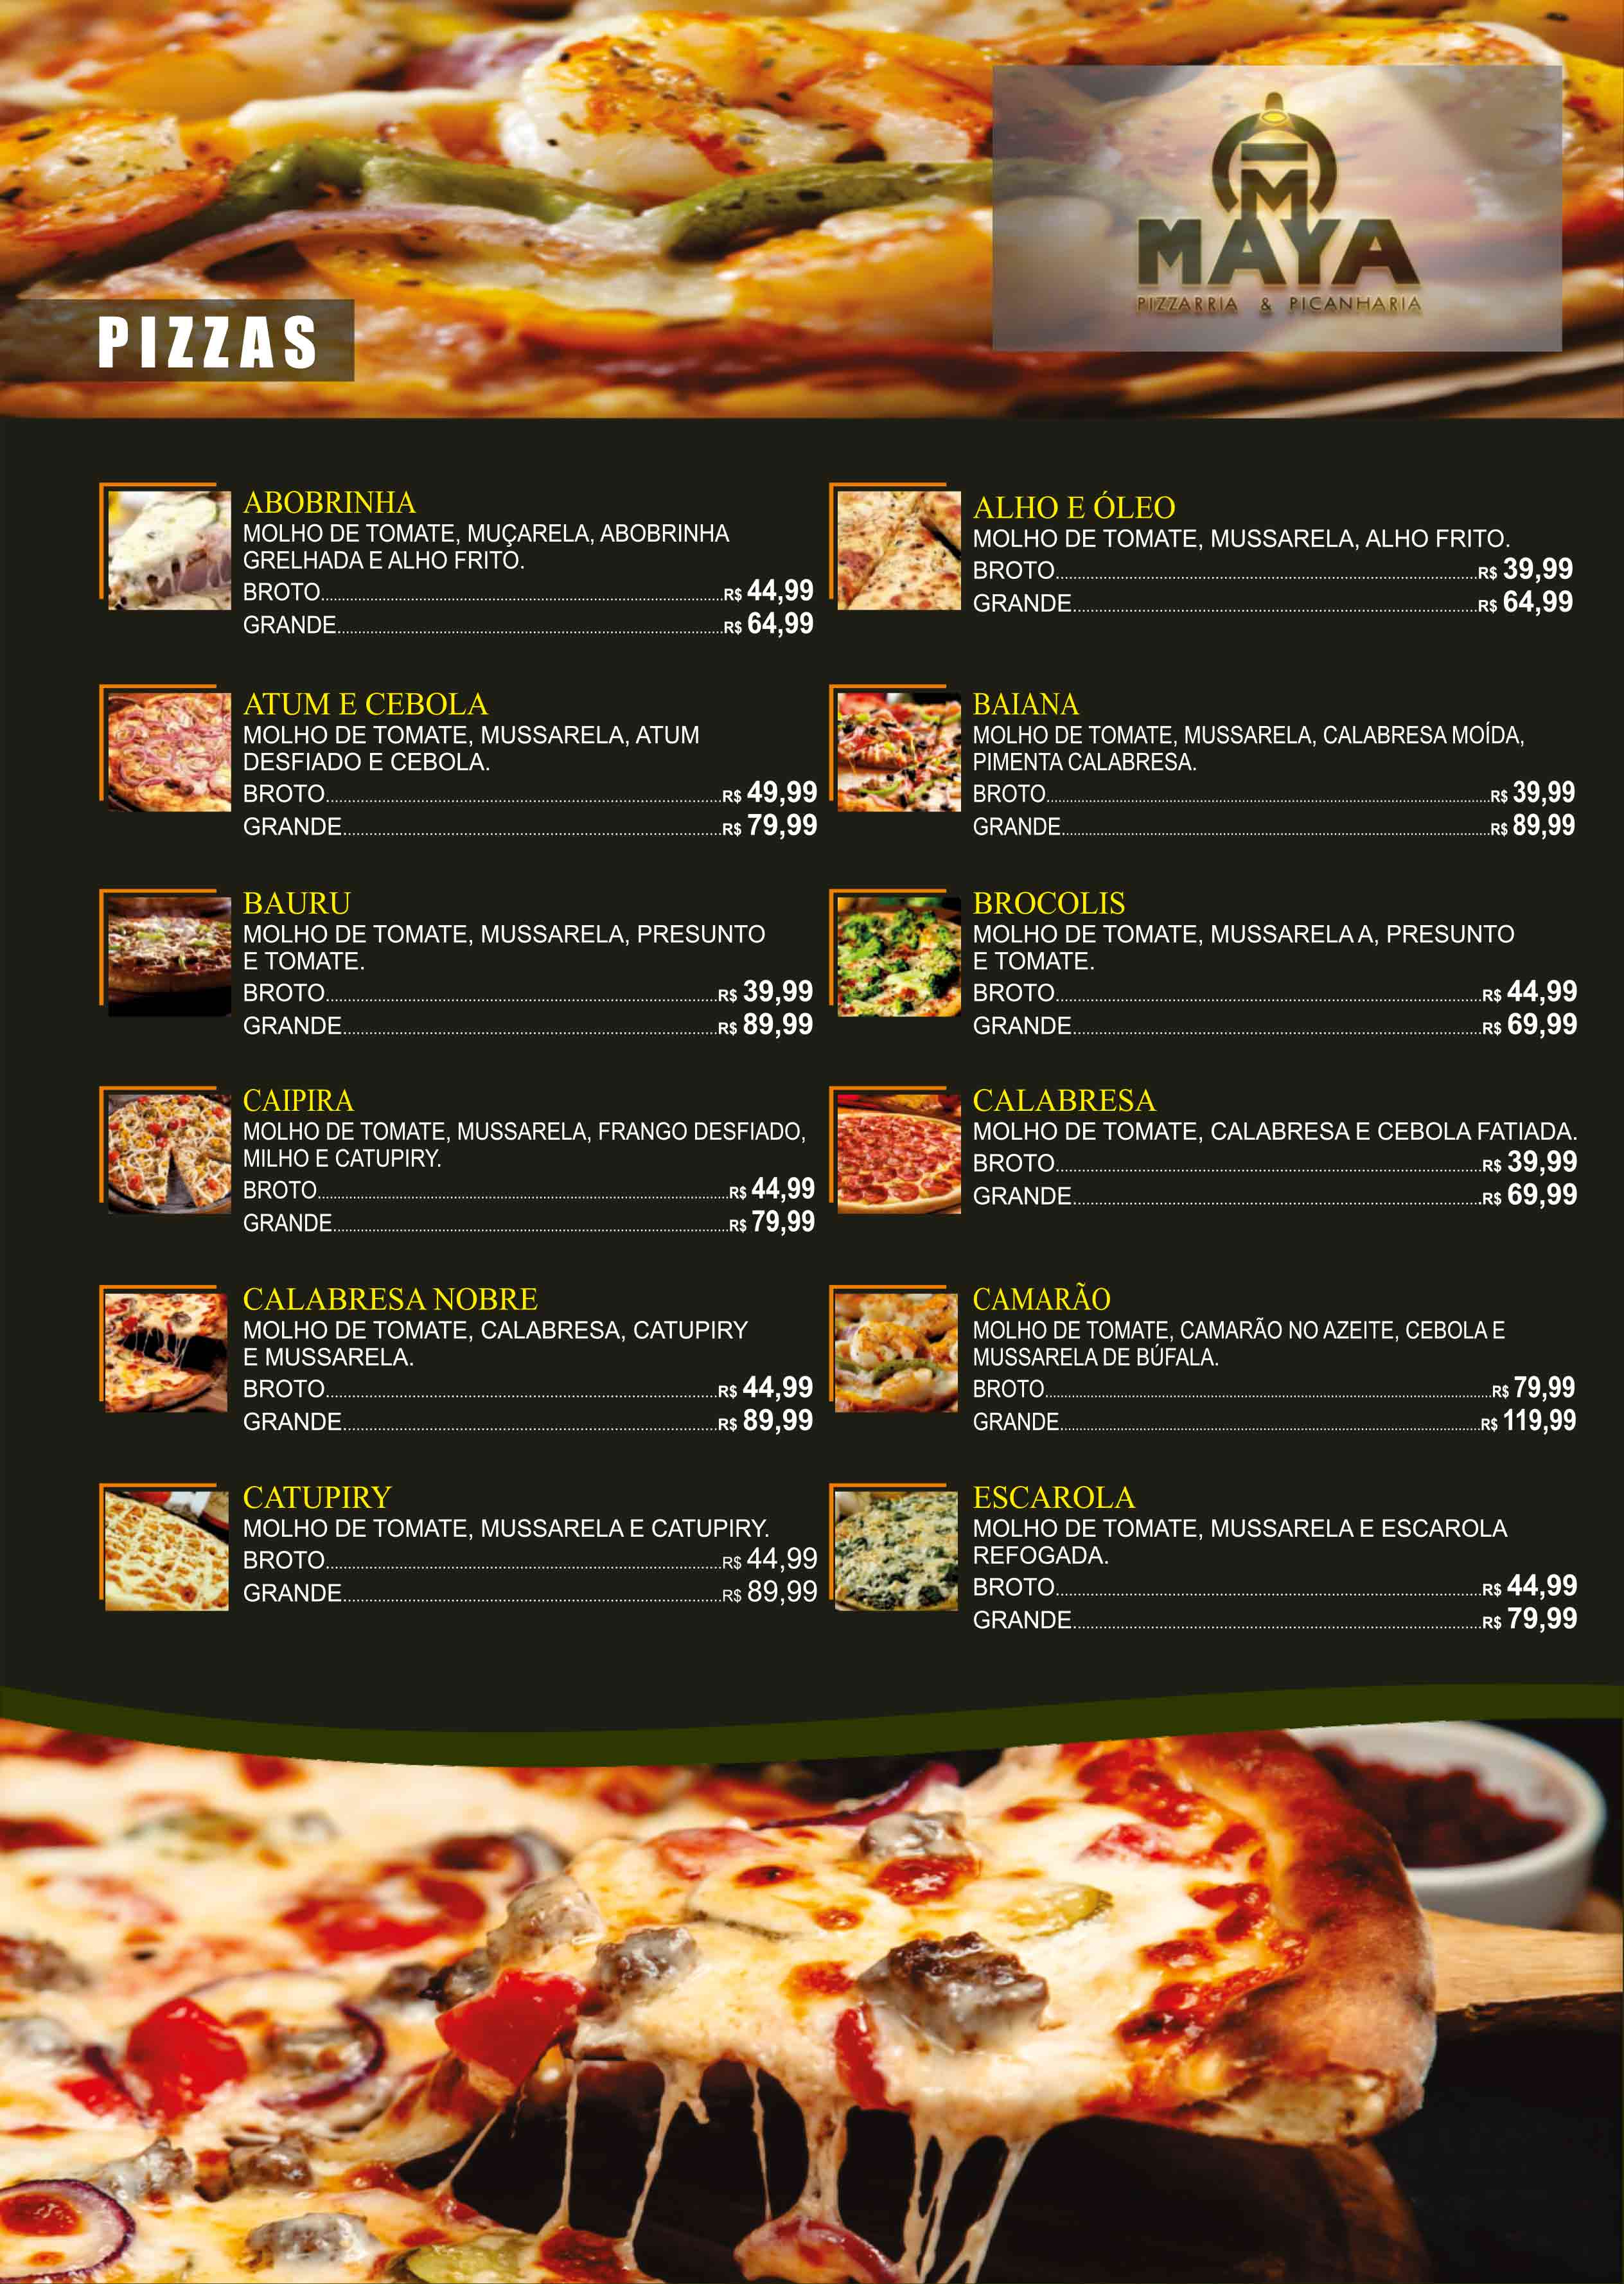 MAYA
PIZZARRIA & PICANHARIA
PIZZAS
ABOBRINHA
MOLHO DE TOMATE, MUÇARELA, ABOBRINHA
GRELHADA E ALHO FRITO.
BROTO R$ 44,99
GRANDE R$ 64,99
ALHO E ÓLEO
MOLHO DE TOMATE, MUSSARELA, ALHO FRITO.
BROTO R$ 39,99
GRANDE R$ 64,99
ATUM E CEBOLA
MOLHO DE TOMATE, MUSSARELA, ATUM
DESFIADO E CEBOLA.
BROTO R$ 49,99
GRANDE R$ 79,99
BAIANA
MOLHO DE TOMATE, MUSSARELA, CALABRESA MOÍDA,
PIMENTA CALABRESA.
BROTO R$ 39,99
GRANDE R$ 89,99
BAURU
MOLHO DE TOMATE, MUSSARELA, PRESUNTO
E TOMATE.
BROTO R$ 39,99
GRANDE R$ 89,99
BROCOLIS
MOLHO DE TOMATE, MUSSARELA A, PRESUNTO
E TOMATE.
BROTO R$ 44,99
GRANDE R$ 69,99
CAIPIRA
MOLHO DE TOMATE, MUSSARELA, FRANGO DESFIADO,
MILHO E CATUPIRY.
BROTO R$ 44,99
GRANDE R$ 79,99
CALABRESA
MOLHO DE TOMATE, CALABRESA E CEBOLA FATIADA.
BROTO R$ 39,99
GRANDE R$ 69,99
CALABRESA NOBRE
MOLHO DE TOMATE, CALABRESA, CATUPIRY
E MUSSARELA.
BROTO R$ 44,99
GRANDE R$ 89,99
CAMARÃO
MOLHO DE TOMATE, CAMARÃO NO AZEITE, CEBOLA E
MUSSARELA DE BÚFALA.
BROTO R$ 79,99
GRANDE R$ 119,99
CATUPIRY
MOLHO DE TOMATE, MUSSARELA E CATUPIRY.
BROTO R$ 44,99
GRANDE R$ 89,99
ESCAROLA
MOLHO DE TOMATE, MUSSARELA E ESCAROLA
REFOGADA.
BROTO R$ 44,99
GRANDE R$ 79,99